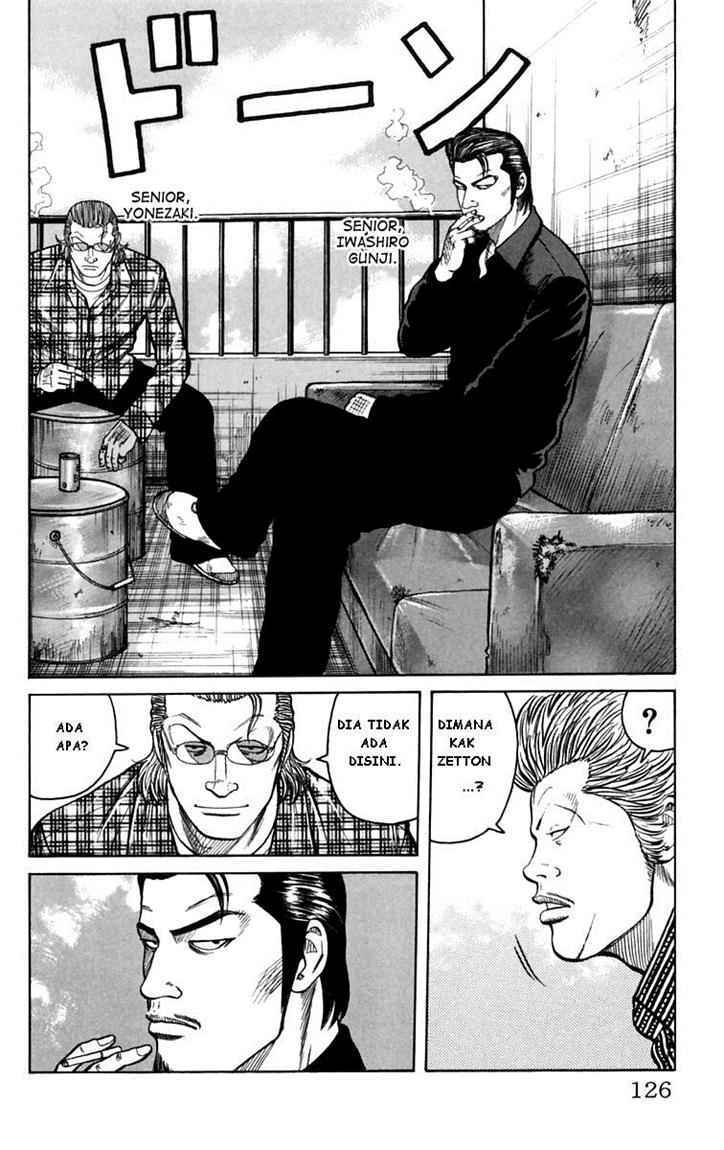 ドーン
SENIOR,
IWASHIRO
GUNJI.
SENIOR,
YONEZAKI.
?
DIMANA
KAK
ZETTON
...?
DIA TIDAK
ADA
DISINI.
ADA
APA?
126